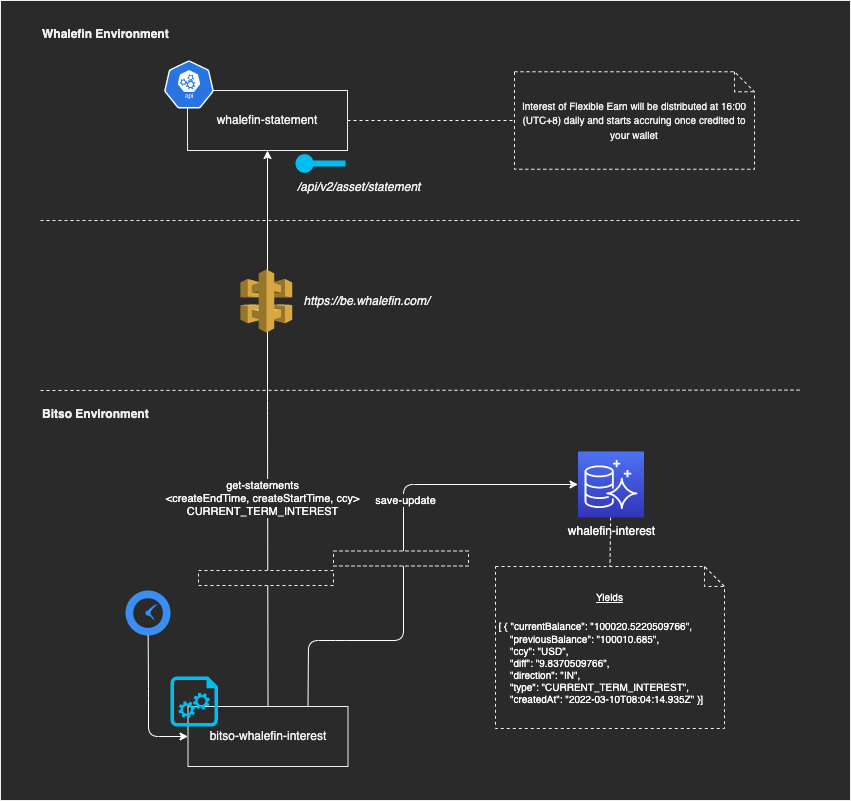 Whalefin Environment
api
whalefin-statement
Interest of Flexible Earn will be distributed at 16:00
(UTC+8) daily and starts accruing once credited to
your wallet
/api/v2/asset/statement
https://be.whalefin.com/
Bitso Environment
get-statements
<createEndTime, createStartTime, ccy>
CURRENT_TERM_INTEREST
save-update
whalefin-interest
Yields
[ { "currentBalance": "100020.5220509766",
"previousBalance": "100010.685",
"ccy": "USD",
"diff": "9.8370509766",
"direction": "IN",
"type": "CURRENT_TERM_INTEREST",
"createdAt": "2022-03-10T08:04:14.935Z" }]
bitso-whalefin-interest